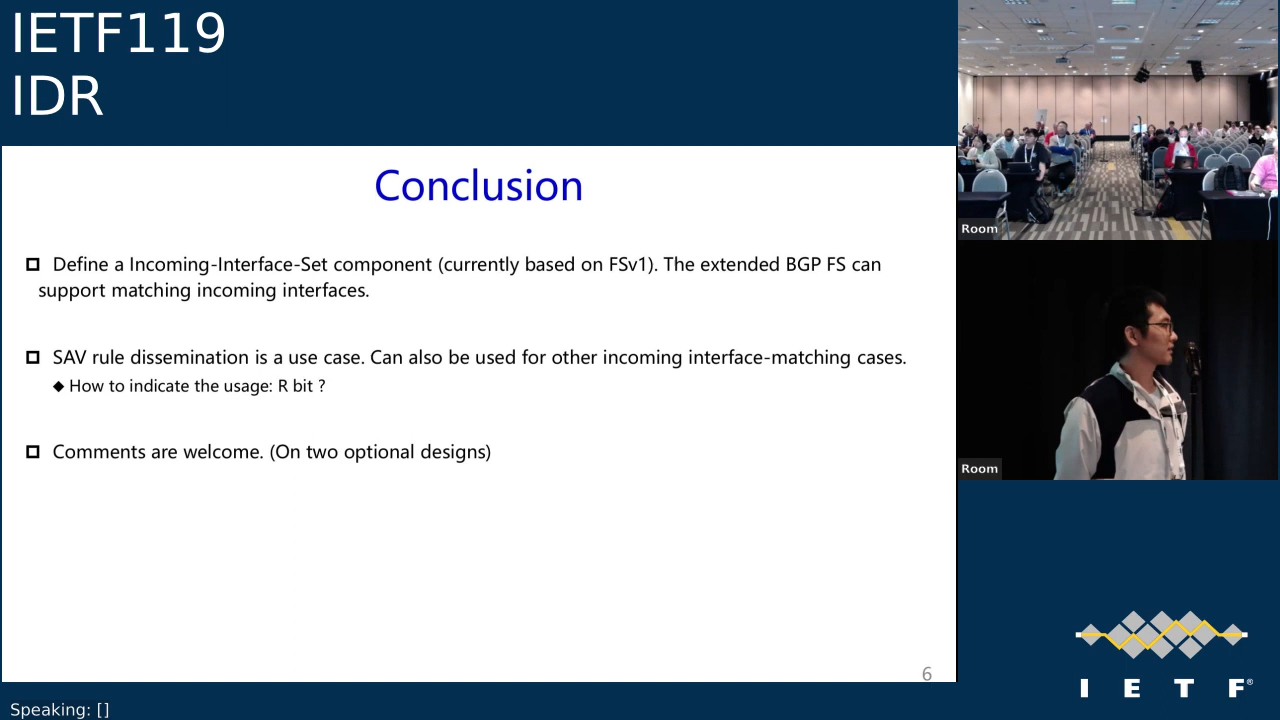 IETF119
IDR
Conclusion
Define a Incoming-Interface-Set component (currently based on FSv1). The extended BGP FS can
support matching incoming interfaces.
SAV rule dissemination is a use case. Can also be used for other incoming interface-matching cases.
◆ How to indicate the usage: R bit ?
Comments are welcome. (On two optional designs)
6
Speaking: []
Room
Room
I E T F®